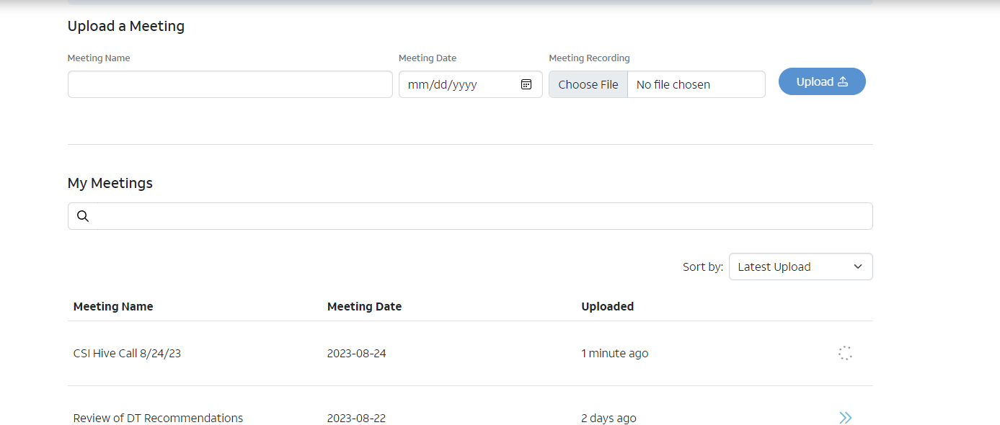 Upload a Meeting
Meeting Name Meeting Date Meeting Recording
mm/dd/yyyy Choose File No file chosen Upload
My Meetings
Sort by: Latest Upload
Meeting Name Meeting Date Uploaded
CSI Hive Call 8/24/23 2023-08-24 1 minute ago
Review of DT Recommendations 2023-08-22 2 days ago